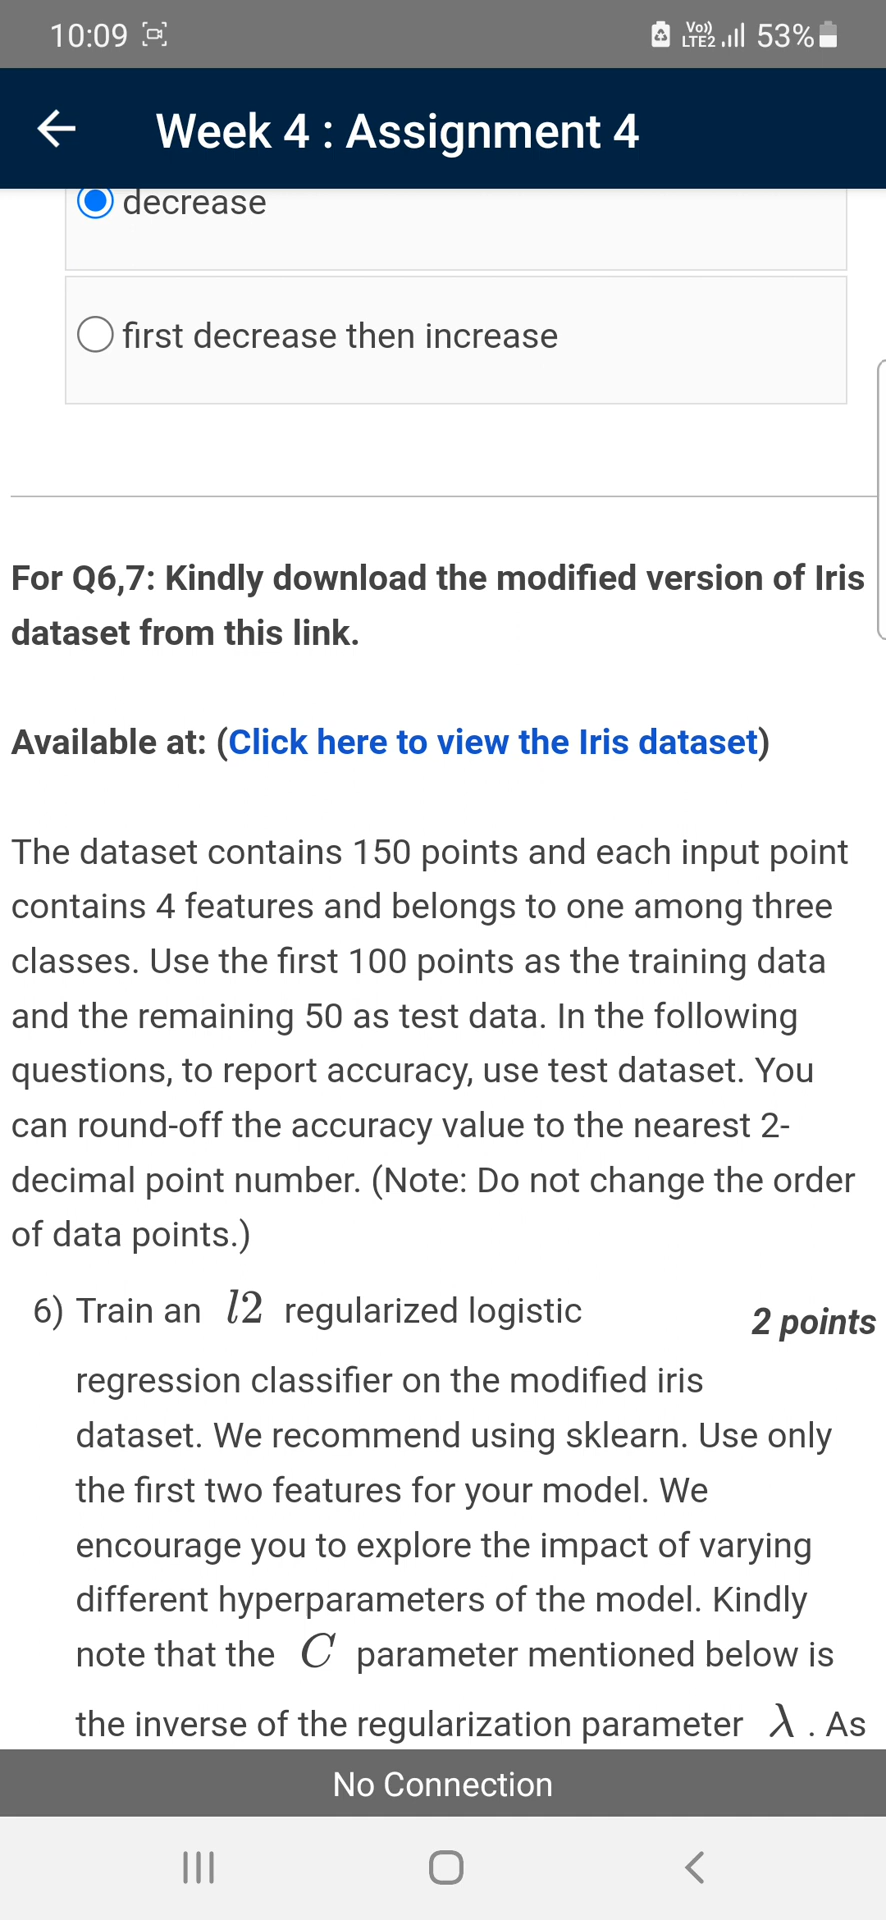 10:09
Vo)) LTE2 53%
Week 4 : Assignment 4
decrease
first decrease then increase
For Q6,7: Kindly download the modified version of Iris
dataset from this link.
Available at: (Click here to view the Iris dataset)
The dataset contains 150 points and each input point
contains 4 features and belongs to one among three
classes. Use the first 100 points as the training data
and the remaining 50 as test data. In the following
questions, to report accuracy, use test dataset. You
can round-off the accuracy value to the nearest 2-
decimal point number. (Note: Do not change the order
of data points.)
6) Train an l2 regularized logistic
2 points
regression classifier on the modified iris
dataset. We recommend using sklearn. Use only
the first two features for your model. We
encourage you to explore the impact of varying
different hyperparameters of the model. Kindly
note that the C parameter mentioned below is
the inverse of the regularization parameter λ . As
No Connection